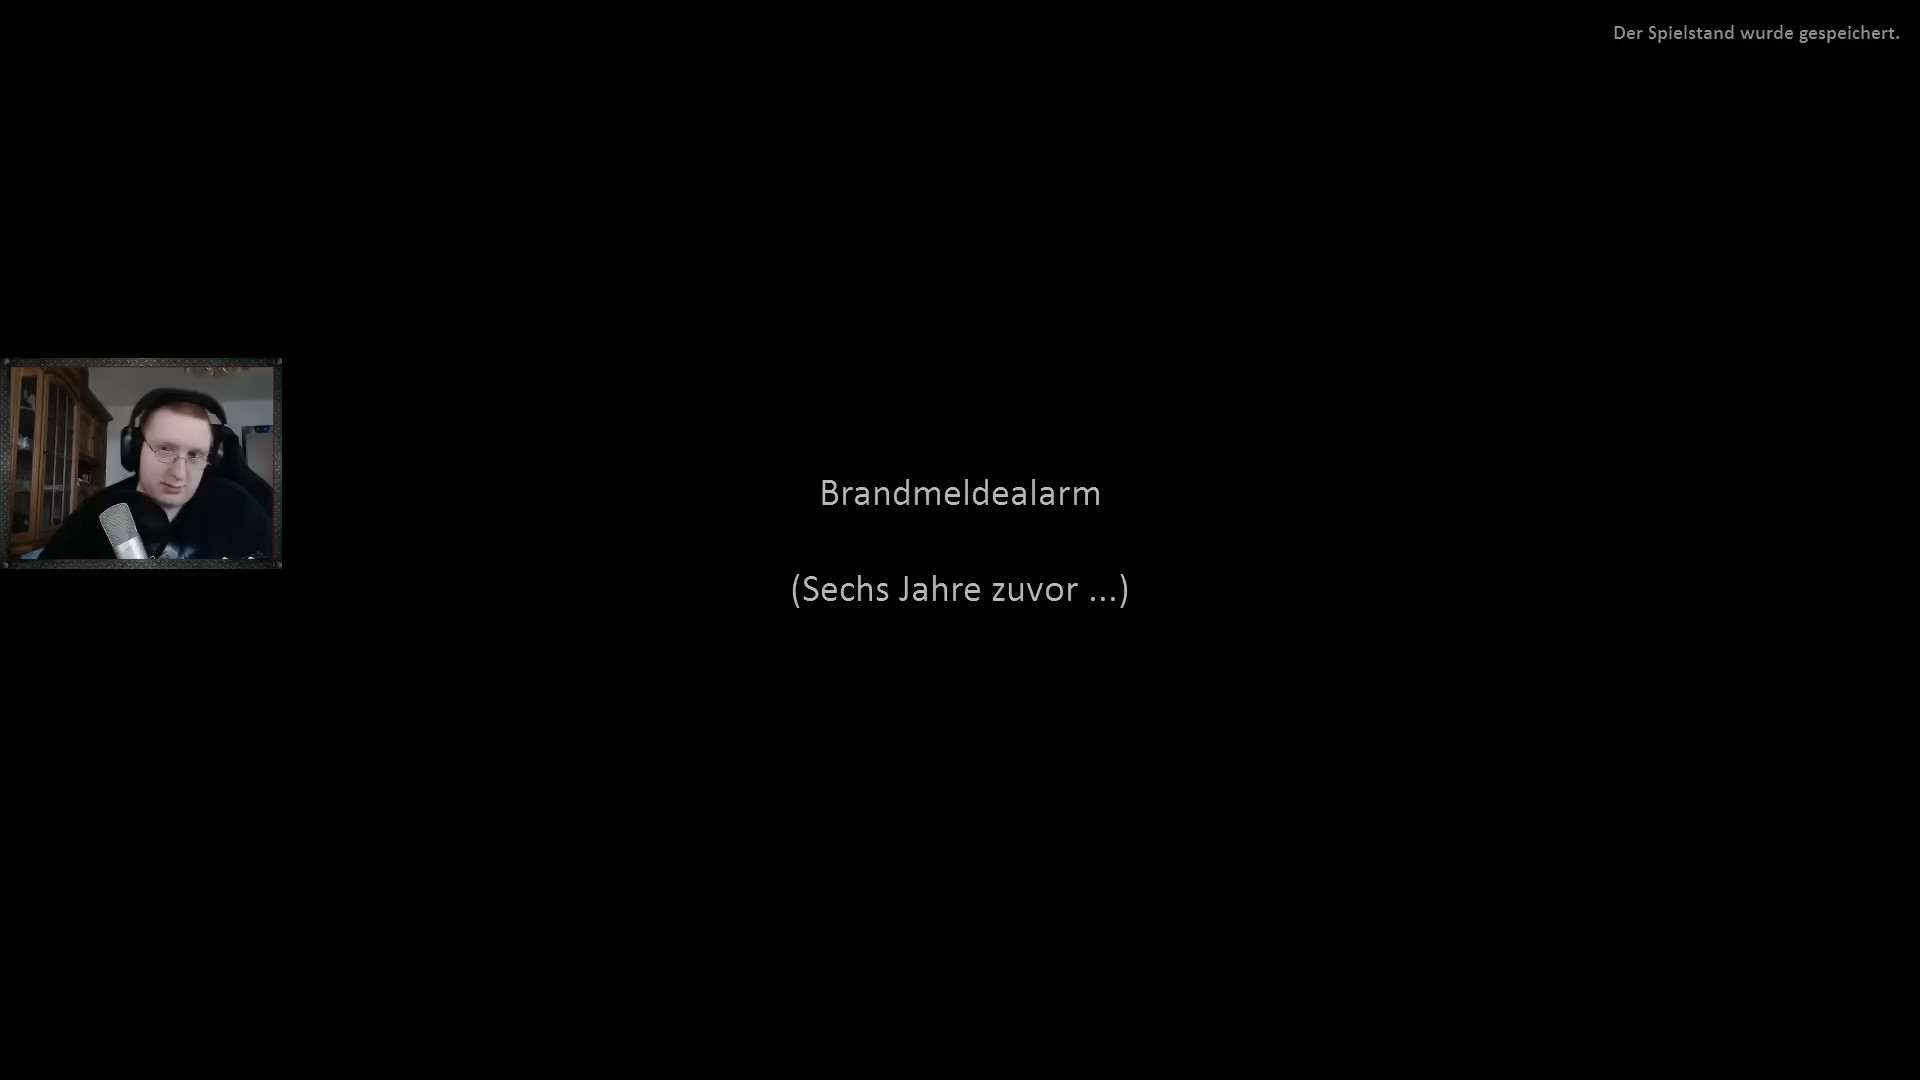 Der Spielstand wurde gespeichert.
Brandmeldealarm
(Sechs Jahre zuvor ...)